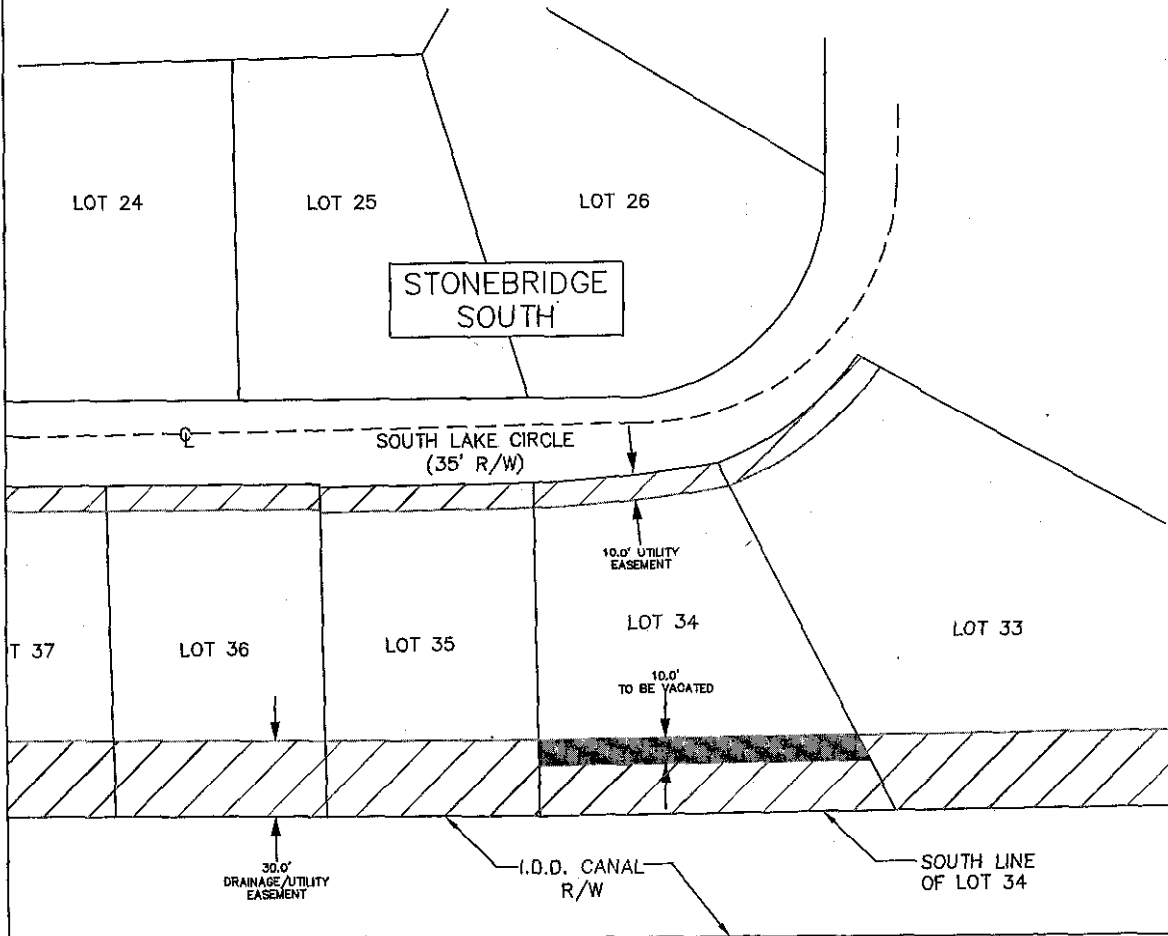 LOT 24
LOT 25
LOT 26
STONEBRIDGE
SOUTH
℄
SOUTH LAKE CIRCLE
(35' R/W)
10.0' UTILITY
EASEMENT
T 37
LOT 36
LOT 35
LOT 34
LOT 33
10.0'
TO BE VACATED
30.0'
DRAINAGE/UTILITY
EASEMENT
I.D.D. CANAL
R/W
SOUTH LINE
OF LOT 34